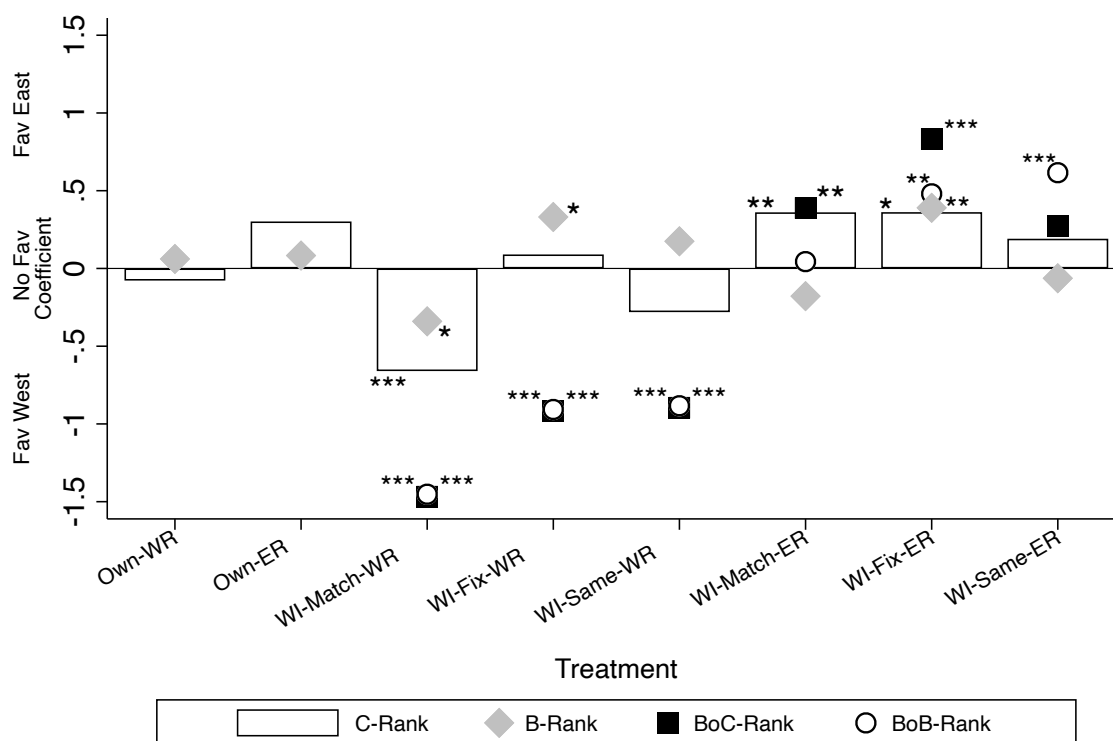 Fav East
No Fav
Coefficient
Fav West
1.5
1
.5
0
-.5
-1
-1.5
***
***
**
**
**
***
*
*
**
*
***
***
***
***
***
***
***
Own-WR
Own-ER
WI-Match-WR
WI-Fix-WR
WI-Same-WR
WI-Match-ER
WI-Fix-ER
WI-Same-ER
Treatment
C-Rank
B-Rank
BoC-Rank
BoB-Rank